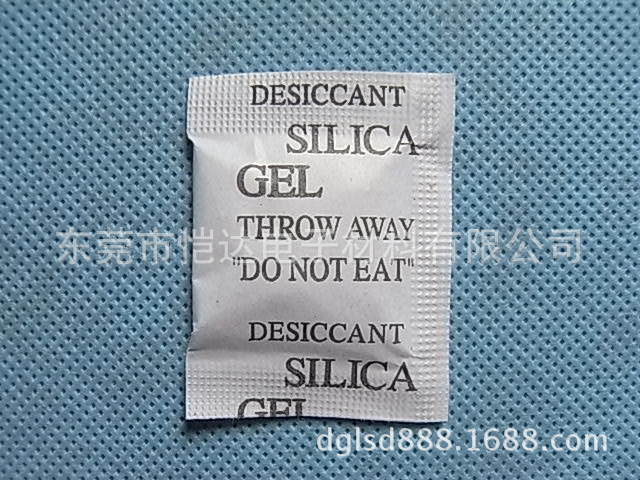 DESICCANT
SILICA
GEL
THROW AWAY
东莞市恺达电子材料有限公司
"DO NOT EAT"
DESICCANT
SILICA
GEL
dglsd888.1688.com